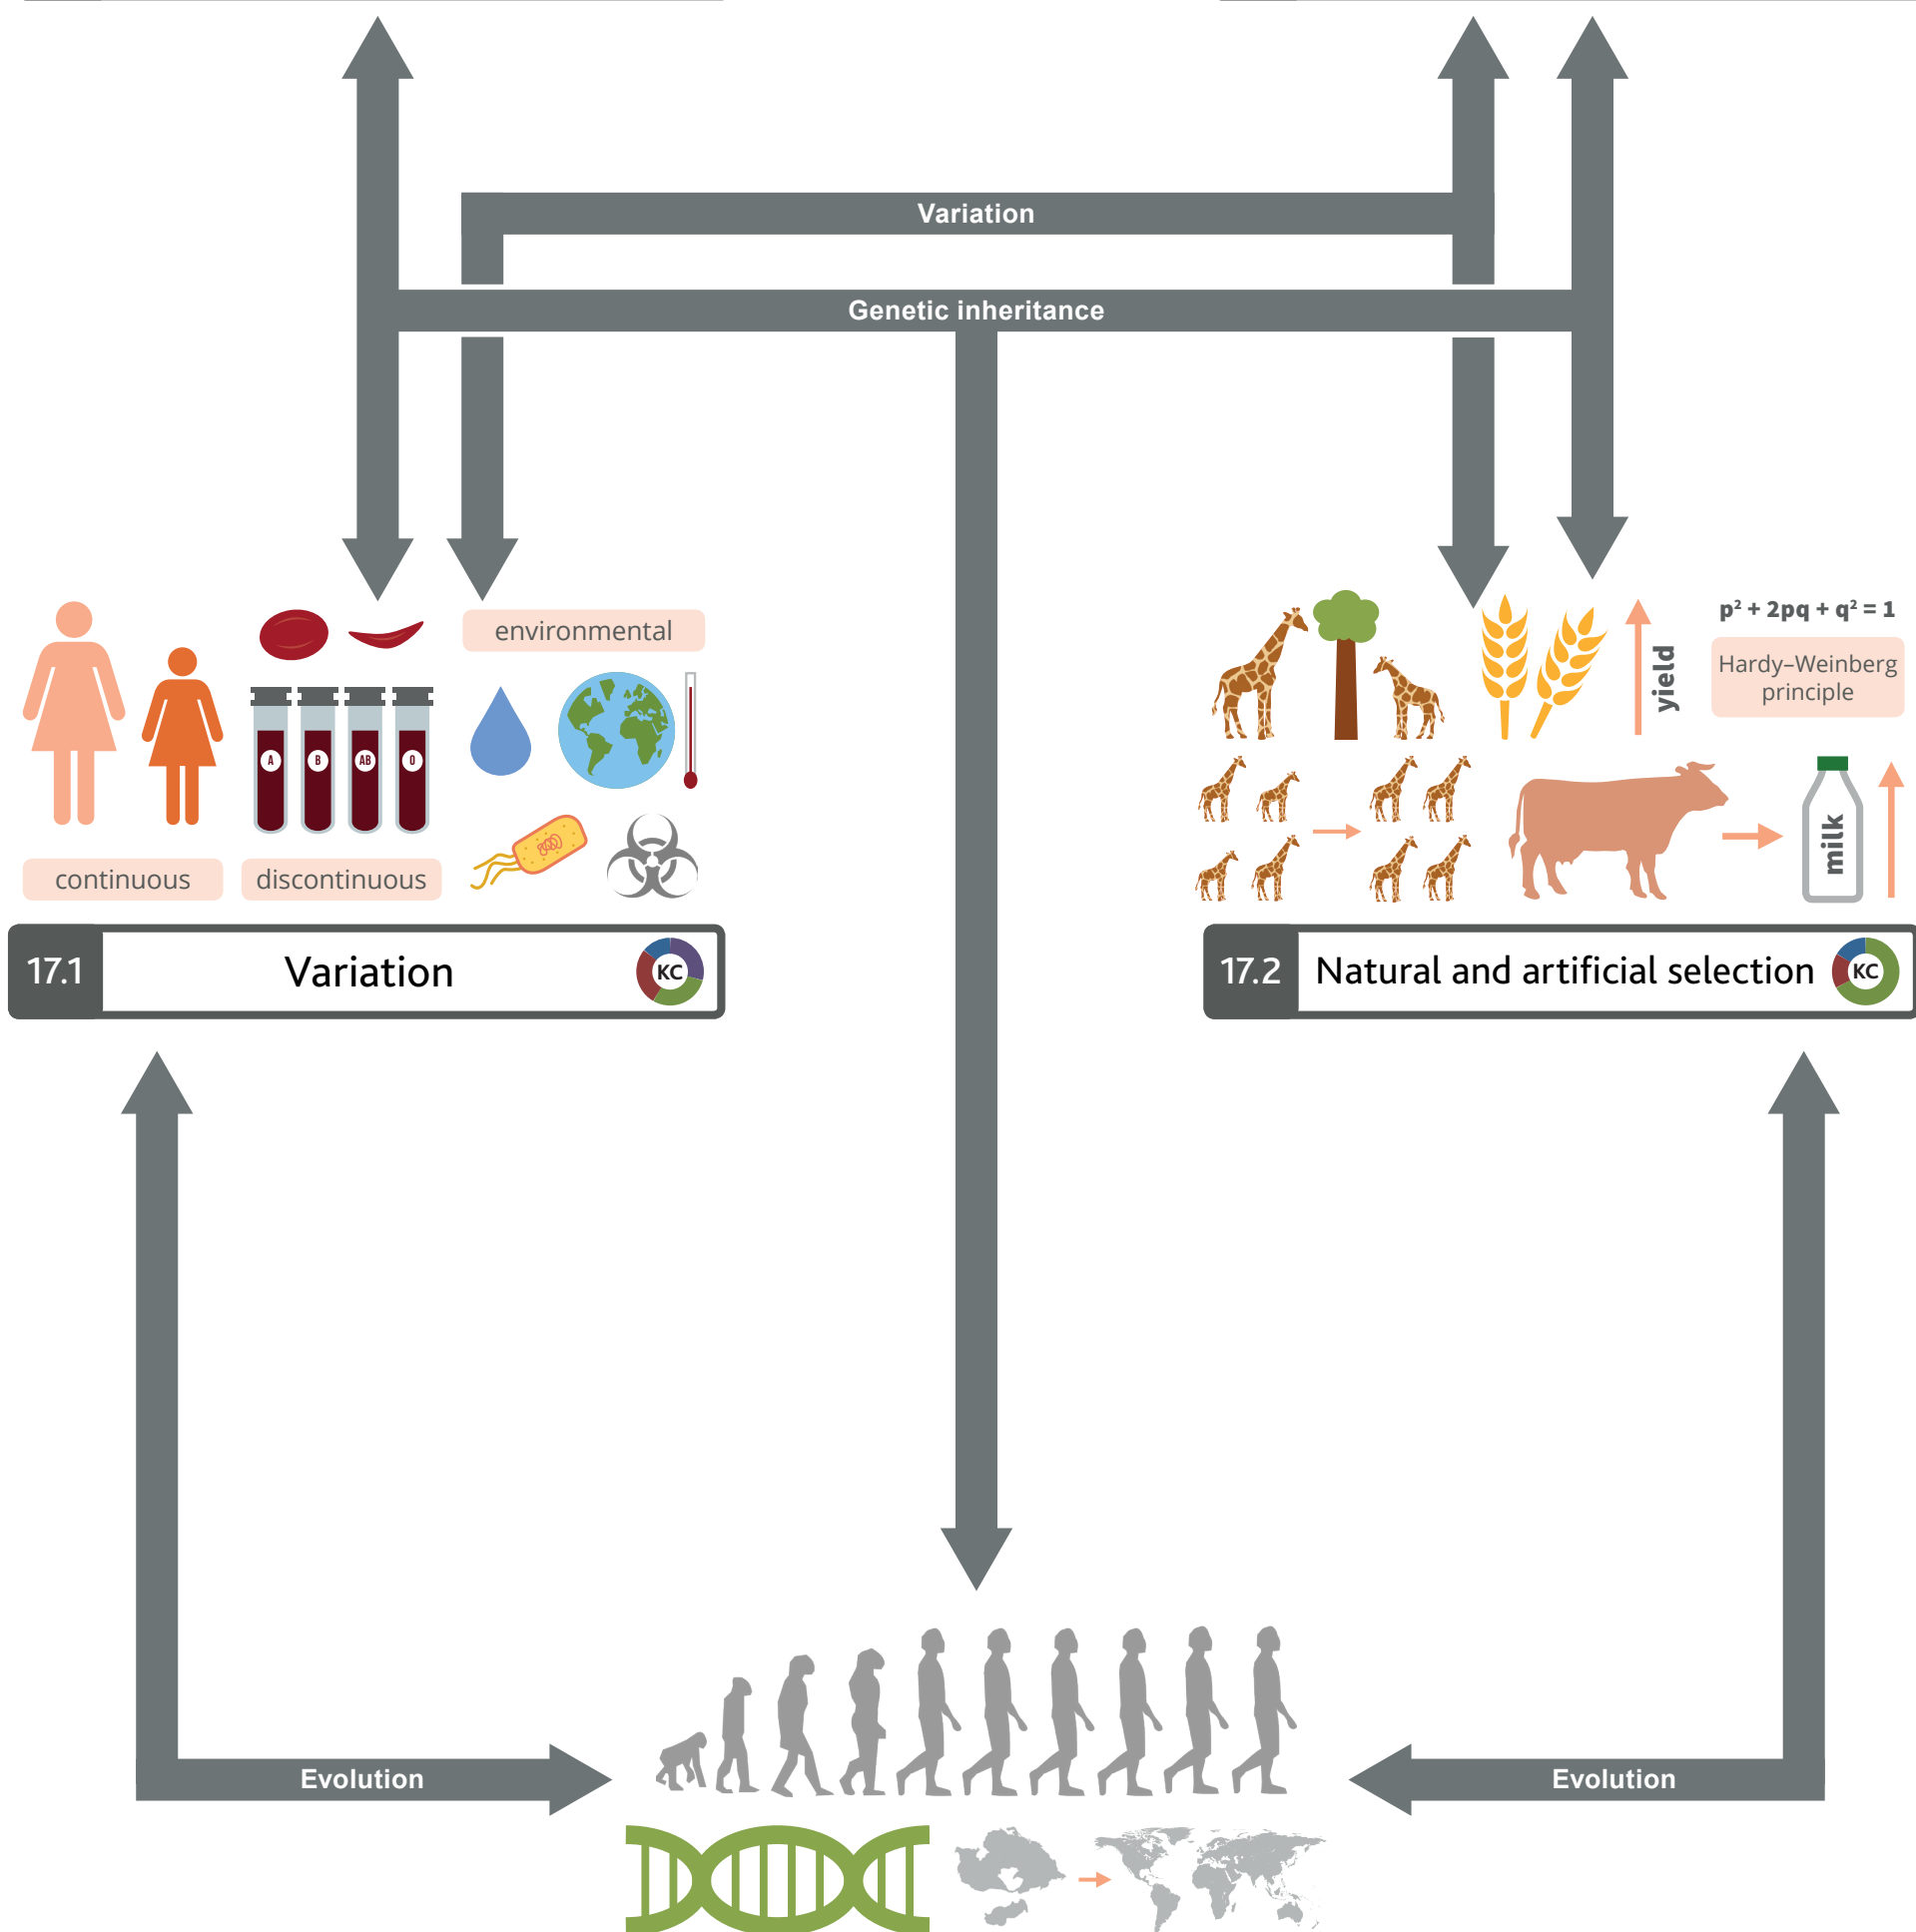 Variation
Genetic inheritance
environmental
A
B
AB
O
continuous
discontinuous
yield
p² + 2pq + q² = 1
Hardy–Weinberg
principle
milk
17.1
Variation
KC
17.2
Natural and artificial selection
KC
Evolution
Evolution